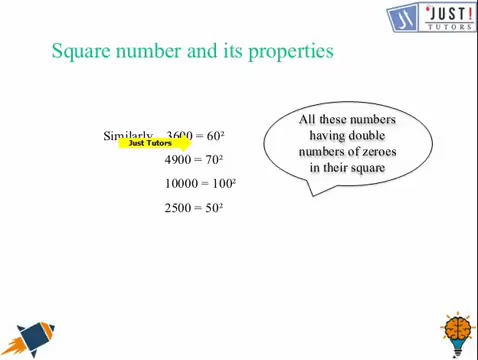 'JUST!
TUTORS
Square number and its properties
Similarly 3600 = 60²
Just Tutors
4900 = 70²
10000 = 100²
2500 = 50²
All these numbers
having double
numbers of zeroes
in their square